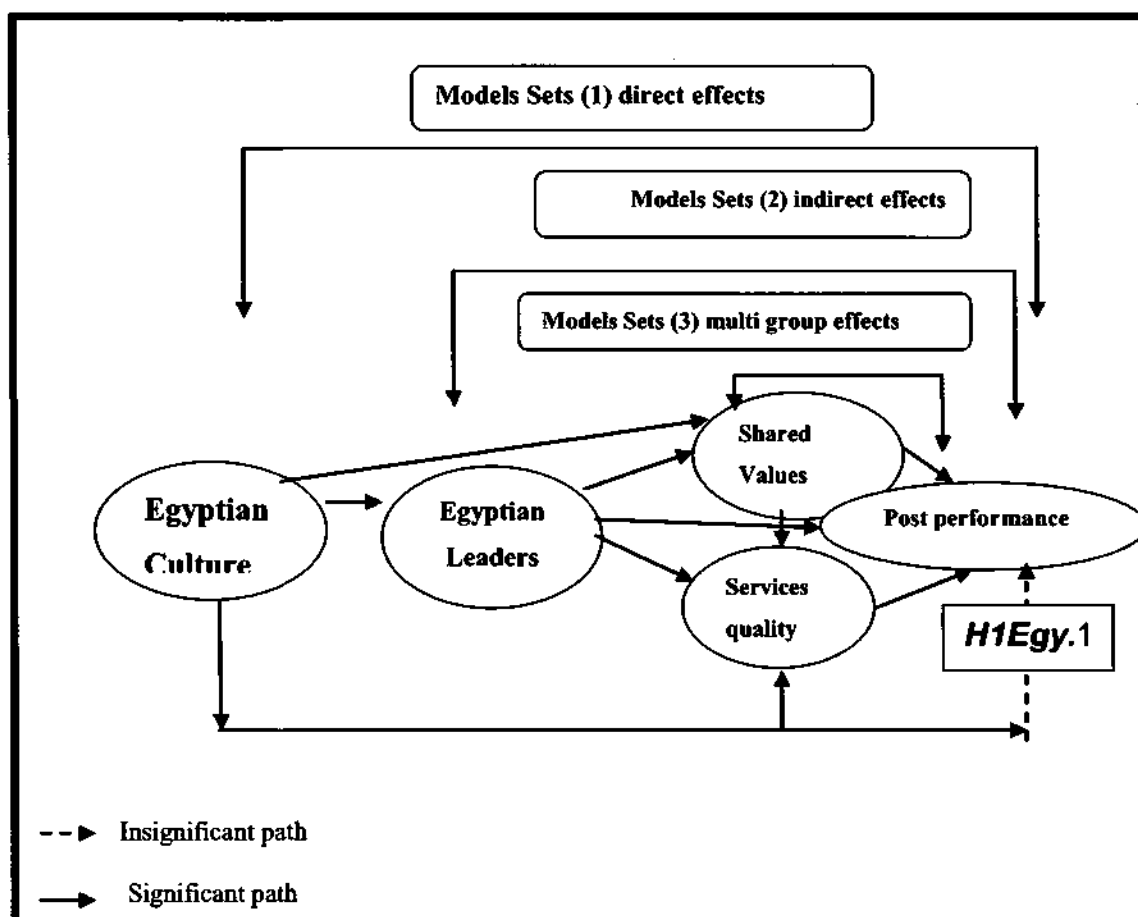 Models Sets (1) direct effects
Models Sets (2) indirect effects
Models Sets (3) multi group effects
Shared
Values
Egyptian
Culture
Egyptian
Leaders
Post performance
Services
quality
H1Egy.1
Insignificant path
Significant path